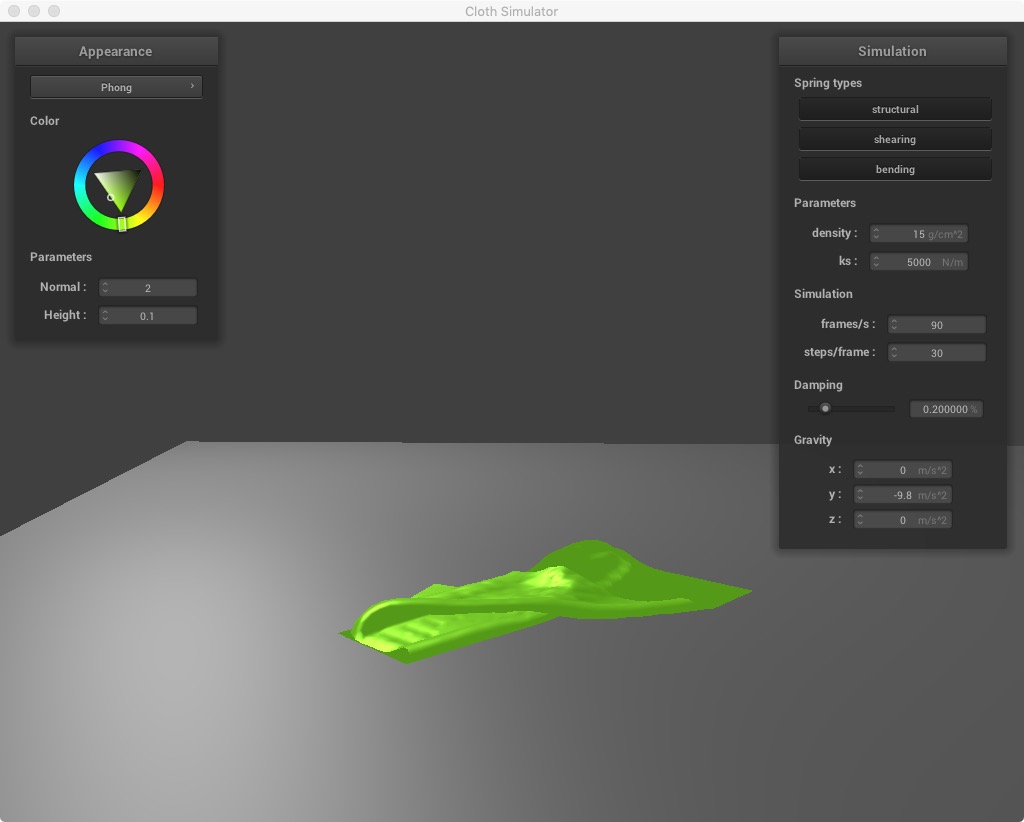 Cloth Simulator
Appearance
Phong
Color
Parameters
Normal : 2
Height : 0.1
Simulation
Spring types
structural
shearing
bending
Parameters
density : 15 g/cm^2
ks : 5000 N/m
Simulation
frames/s : 90
steps/frame : 30
Damping
0.200000 %
Gravity
x : 0 m/s^2
y : -9.8 m/s^2
z : 0 m/s^2